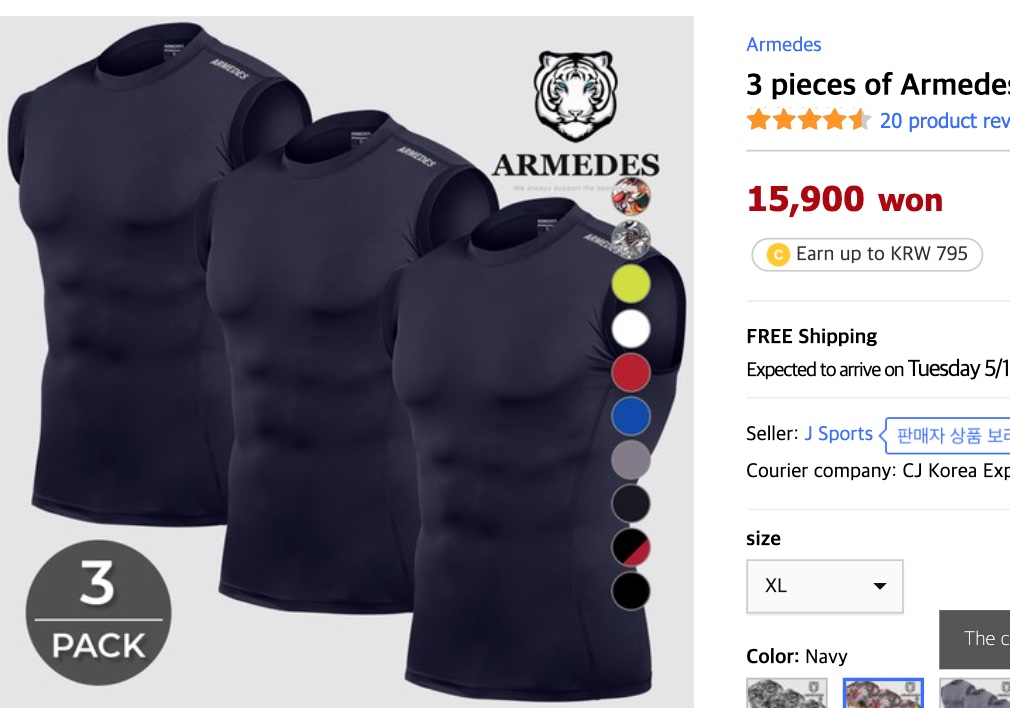 ARMEDES
ARMEDES
ARMEDES
ARMEDES
We always support the best
3
PACK
Armedes
3 pieces of Armedes
20 product rev
15,900 won
C Earn up to KRW 795
FREE Shipping
Expected to arrive on Tuesday 5/1
Seller: J Sports 판매자 상품 보
Courier company: CJ Korea Exp
size
XL
The c
Color: Navy